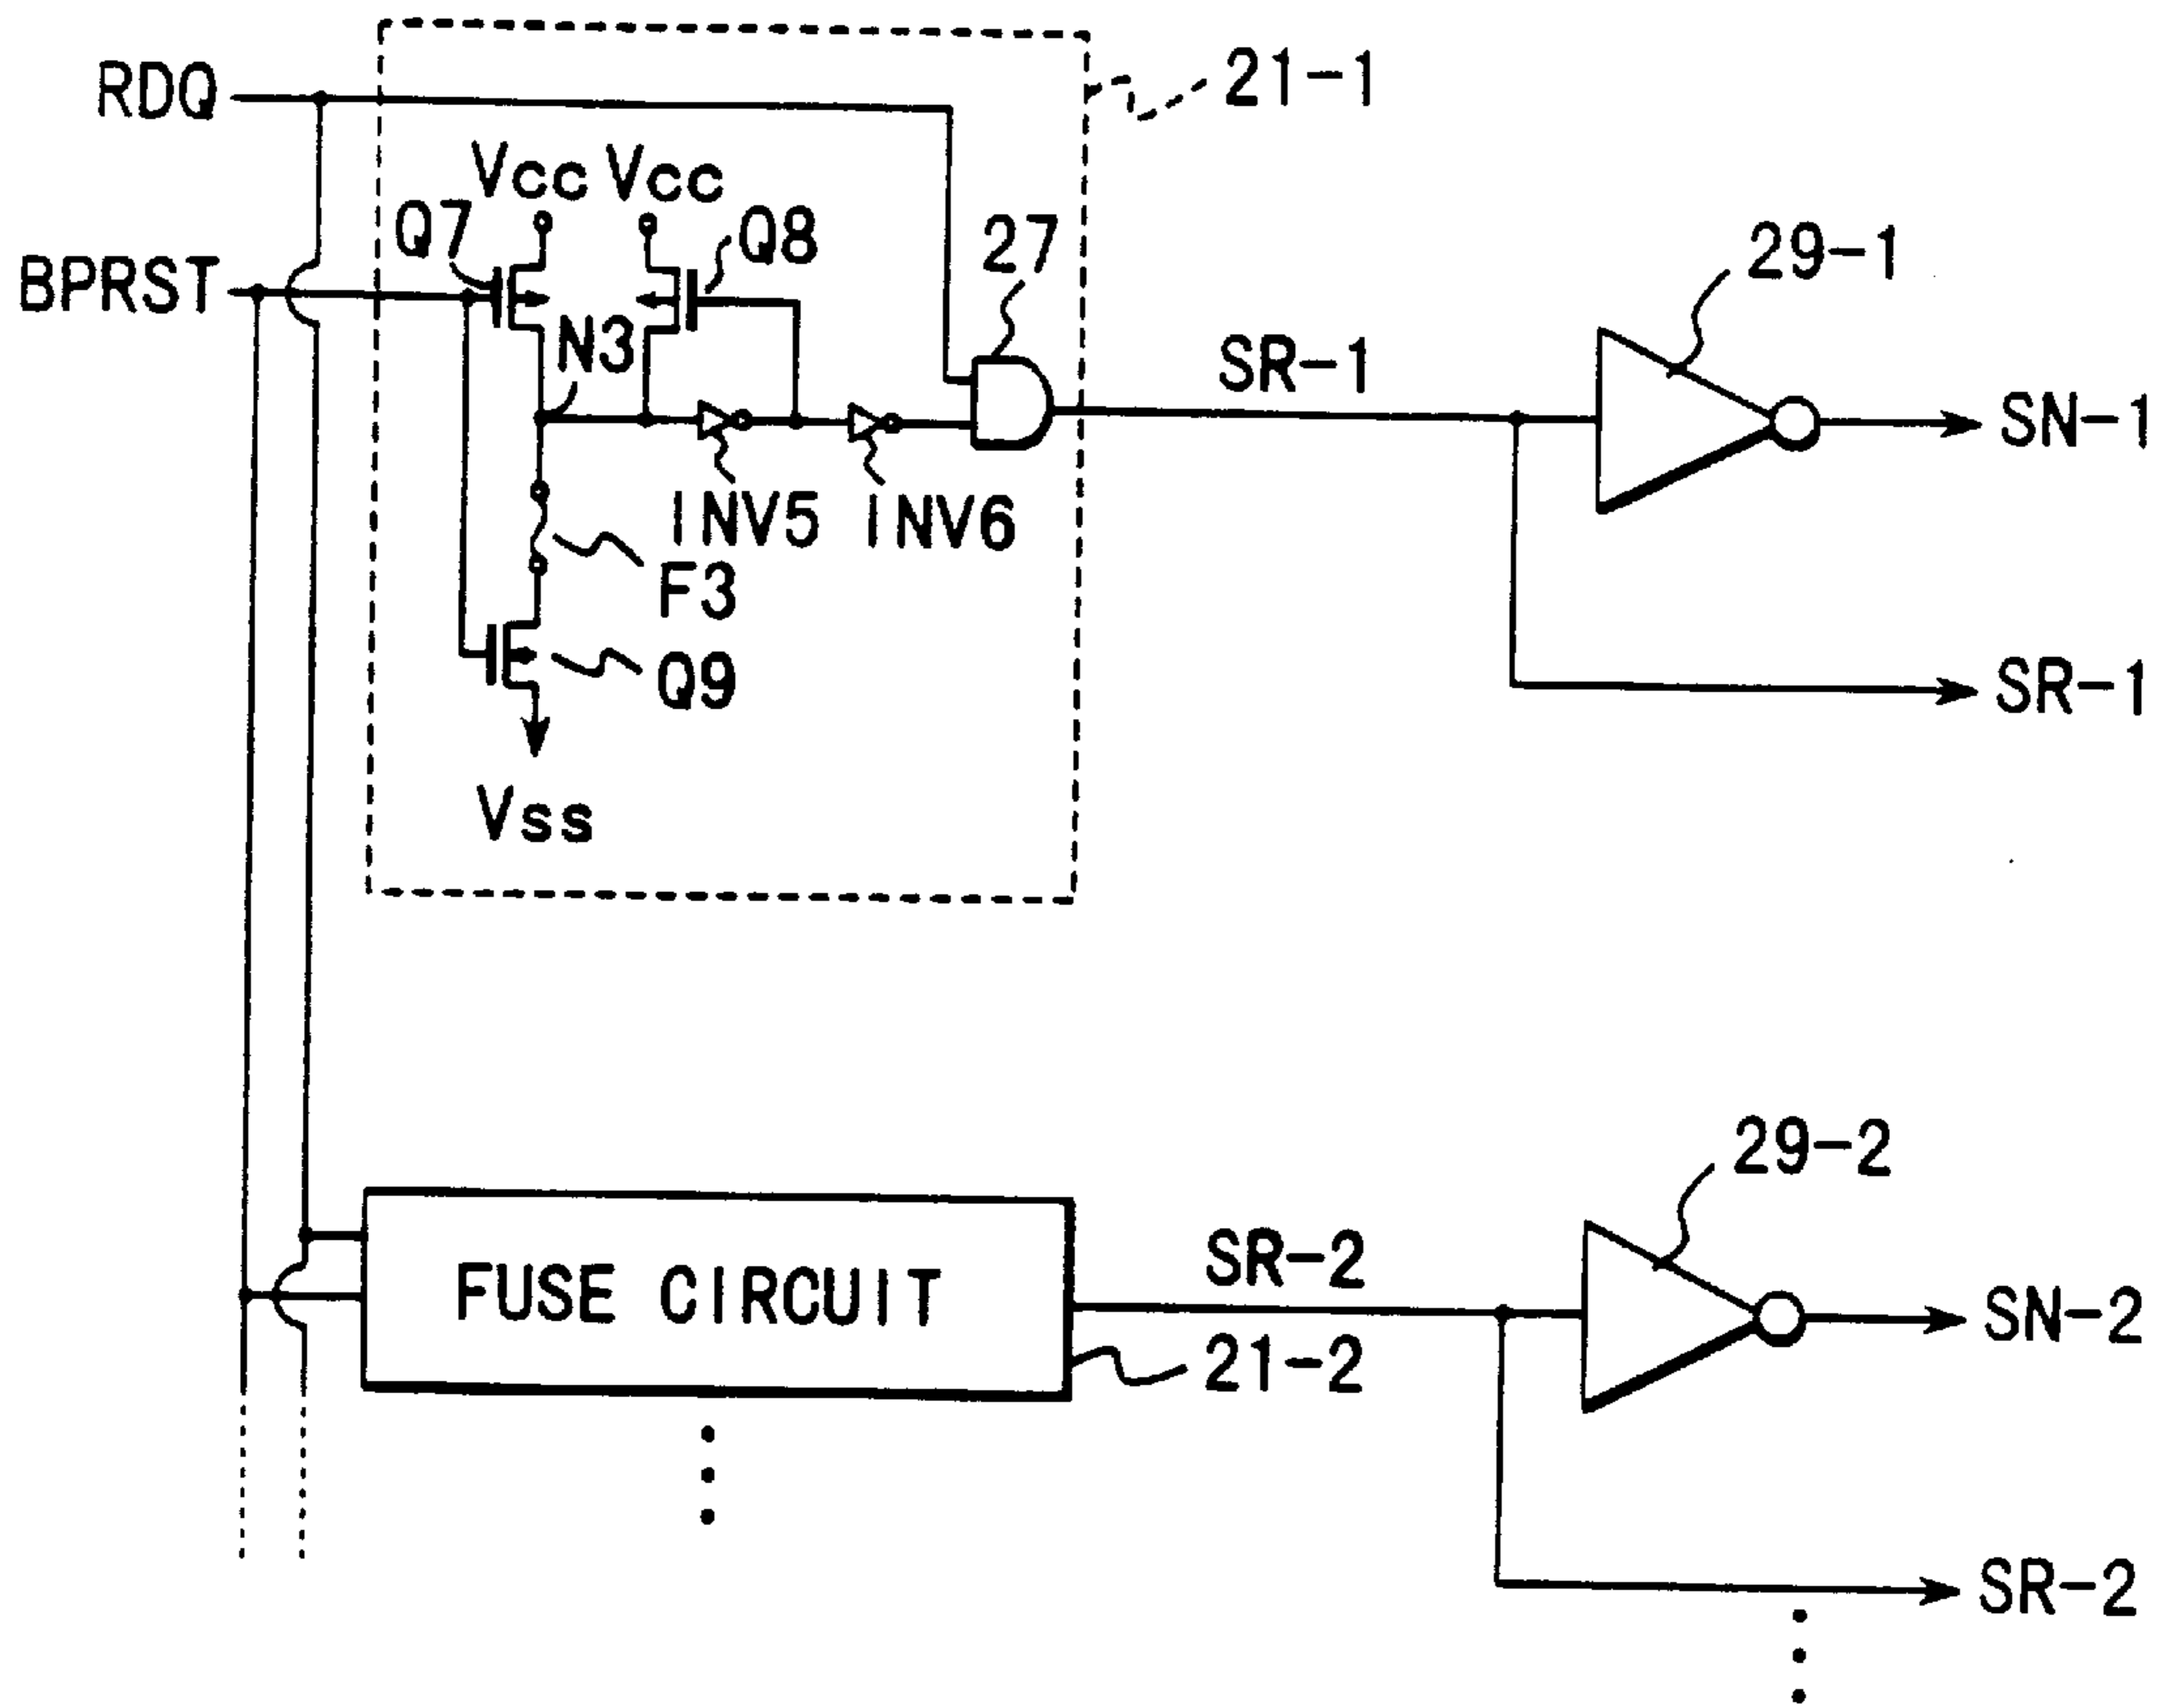 RDQ
21-1
Vcc Vcc
Q7
Q8
27
29-1
BPRST
N3
SR-1
SN-1
INV5
INV6
F3
Q9
SR-1
Vss
29-2
FUSE CIRCUIT
SR-2
SN-2
21-2
SR-2